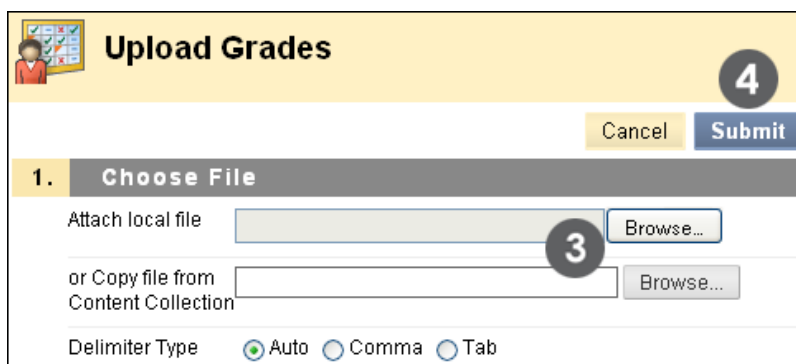 Upload Grades
4
Cancel Submit
1. Choose File
Attach local file Browse...
3
or Copy file from Browse...
Content Collection
Delimiter Type Auto Comma Tab